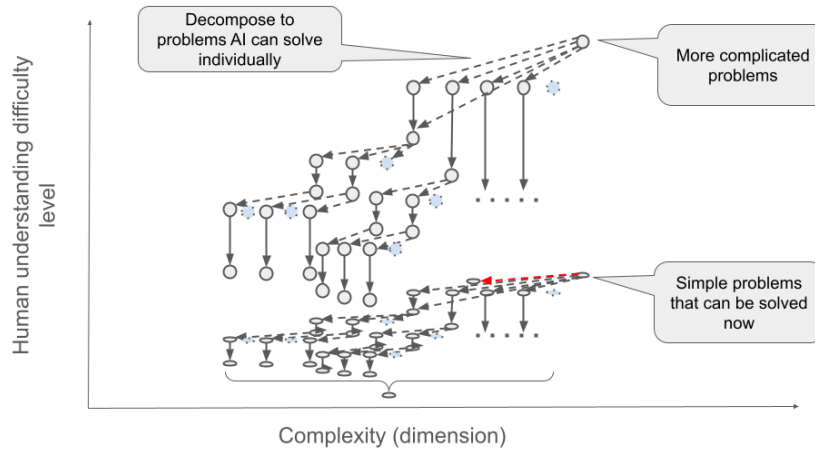 Decompose to
problems AI can solve
individually
More complicated
problems
Human understanding difficulty
level
Simple problems
that can be solved
now
Complexity (dimension)